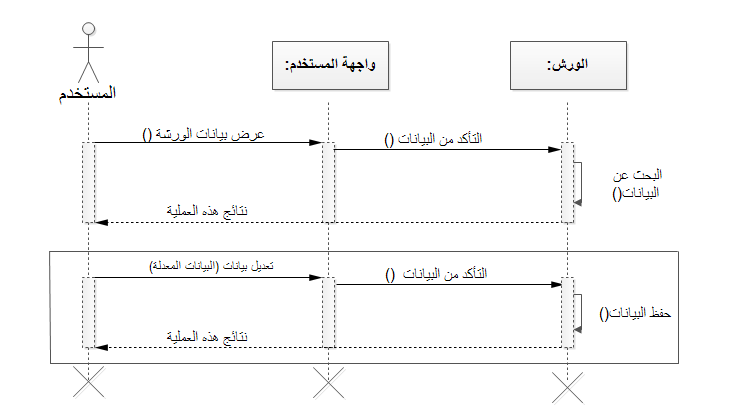 المستخدم
واجهة المستخدم:
الورش:
عرض بيانات الورشة ()
التأكد من البيانات ()
البحث عن
البيانات()
نتائج هذه العملية
تعديل بيانات (البيانات المعدلة)
التأكد من البيانات ()
حفظ البيانات()
نتائج هذه العملية